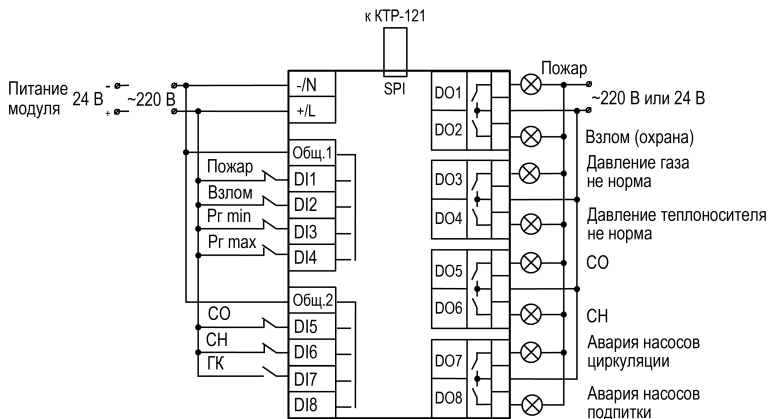 к КТР-121
SPI
Питание
модуля
24 В
-
+
~220 В
-/N
+/L
Общ.1
Пожар
DI1
Взлом
DI2
Рг min
DI3
Рг max
DI4
Общ.2
СО
DI5
СН
DI6
ГК
DI7
DI8
DO1
DO2
DO3
DO4
DO5
DO6
DO7
DO8
Пожар
~220 В или 24 В
Взлом (охрана)
Давление газа
не норма
Давление теплоносителя
не норма
СО
СН
Авария насосов
циркуляции
Авария насосов
подпитки